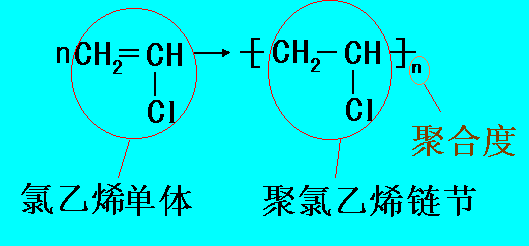 nCH₂=CH → -[CH₂-CH]-n
Cl Cl
聚合度
氯乙烯单体 聚氯乙烯链节